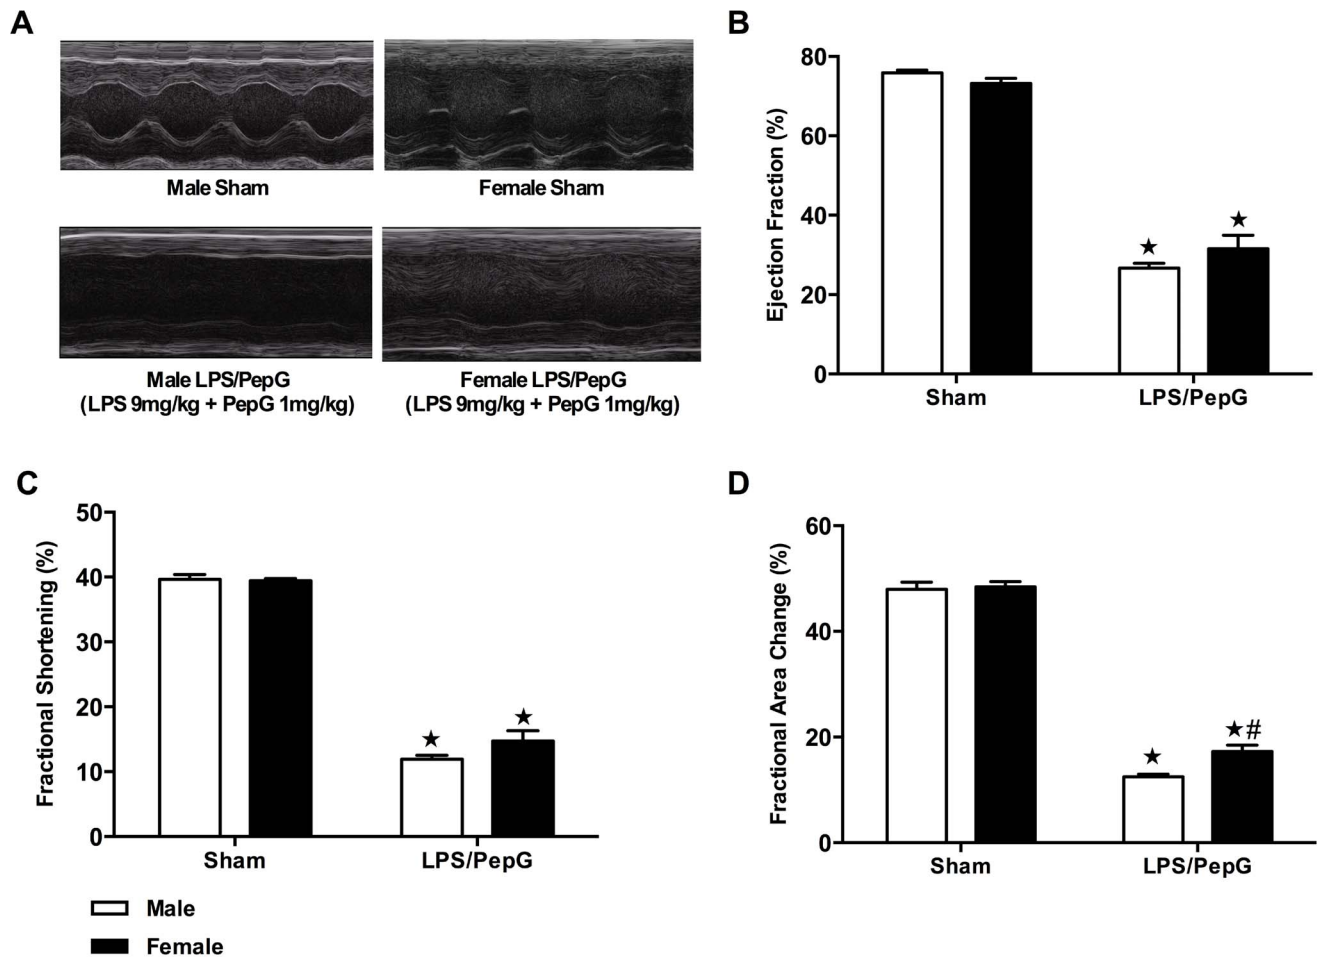 A
Male Sham
Female Sham
Male LPS/PepG
(LPS 9mg/kg + PepG 1mg/kg)
Female LPS/PepG
(LPS 9mg/kg + PepG 1mg/kg)
B
Ejection Fraction (%)
80
60
40
20
0
★
★
Sham
LPS/PepG
C
Fractional Shortening (%)
50
40
30
20
10
0
★
★
Sham
LPS/PepG
Male
Female
D
Fractional Area Change (%)
60
40
20
0
★
★#
Sham
LPS/PepG